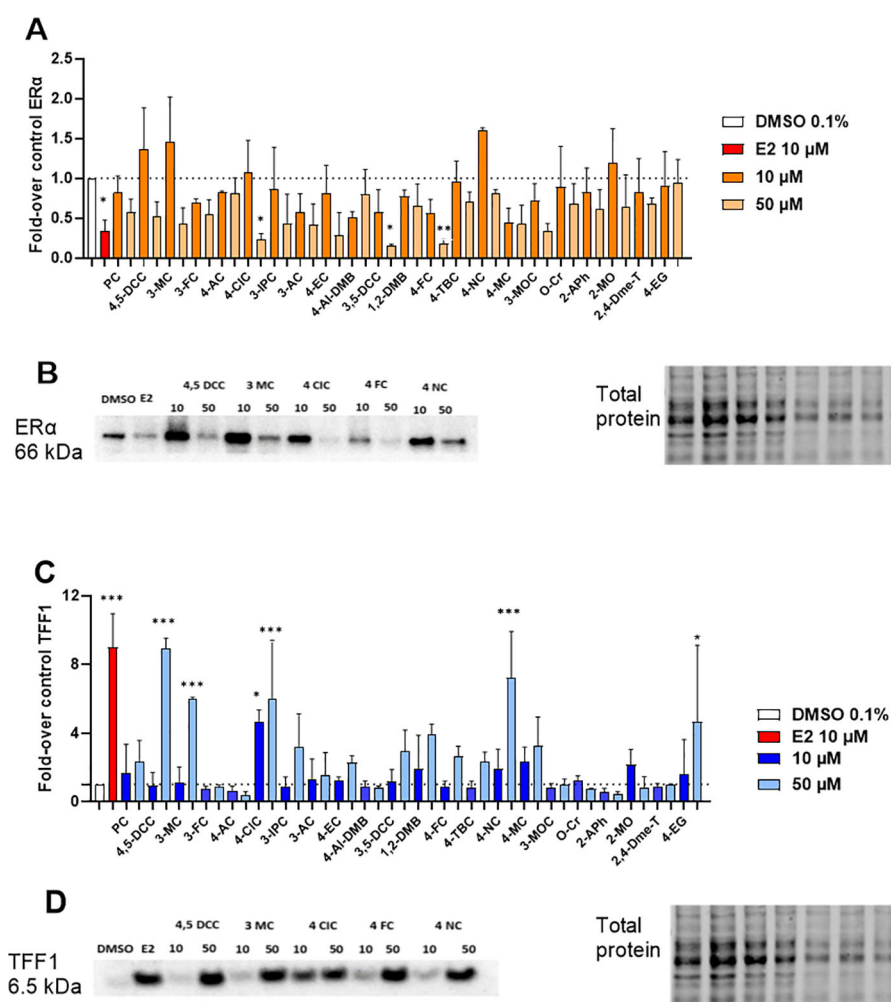 A
Fold-over control ERα
2.5
2.0
1.5
1.0
0.5
0.0
*
*
*
**
PC
4,5-DCC
3-MC
3-FC
4-AC
4-ClC
3-IPC
3-AC
4-EC
4-Al-DMB
3,5-DCC
1,2-DMB
4-FC
4-TBC
4-NC
4-MC
3-MOC
O-Cr
2-APh
2-MO
2,4-Dme-T
4-EG
DMSO 0.1%
E2 10 µM
10 µM
50 µM
B
4,5 DCC 3 MC 4 ClC 4 FC 4 NC
DMSO E2 10 50 10 50 10 50 10 50 10 50
ERα
66 kDa
Total
protein
C
Fold-over control TFF1
12
8
4
0
***
***
***
*
***
***
*
PC
4,5-DCC
3-MC
3-FC
4-AC
4-ClC
3-IPC
3-AC
4-EC
4-Al-DMB
3,5-DCC
1,2-DMB
4-FC
4-TBC
4-NC
4-MC
3-MOC
O-Cr
2-APh
2-MO
2,4-Dme-T
4-EG
DMSO 0.1%
E2 10 µM
10 µM
50 µM
D
4,5 DCC 3 MC 4 ClC 4 FC 4 NC
DMSO E2 10 50 10 50 10 50 10 50 10 50
TFF1
6.5 kDa
Total
protein